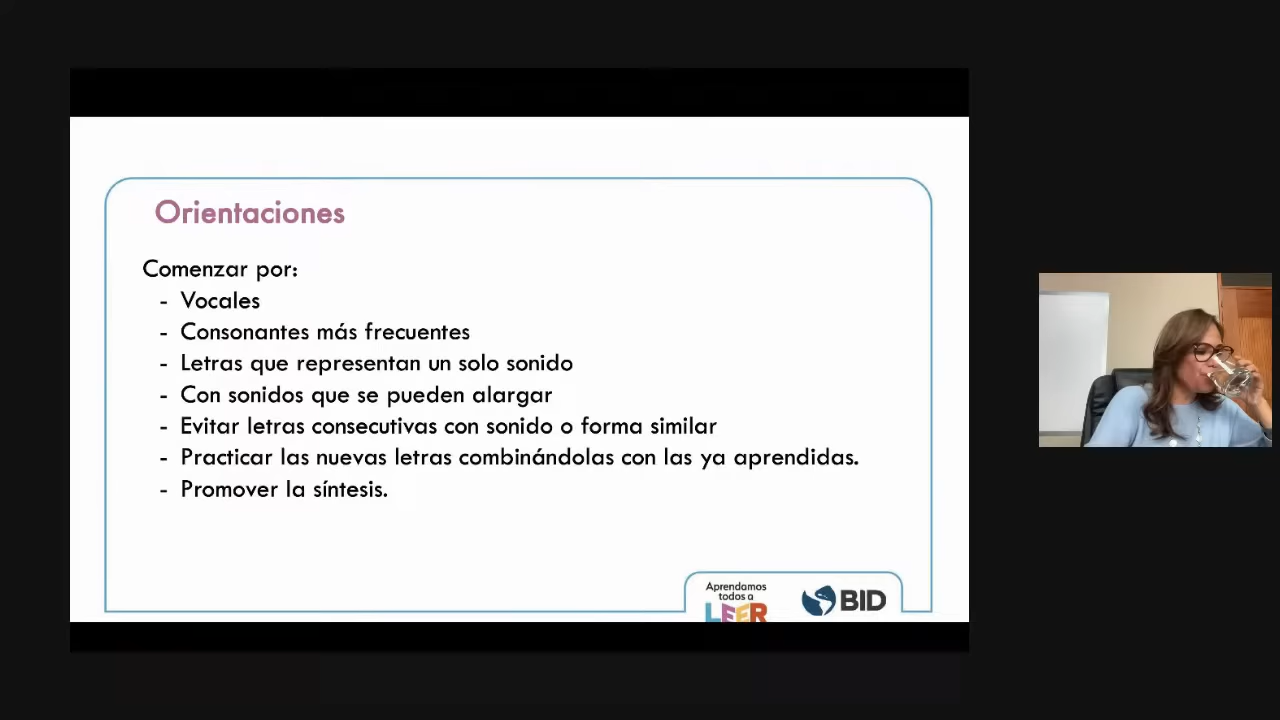 Orientaciones
Comenzar por:
- Vocales
- Consonantes más frecuentes
- Letras que representan un solo sonido
- Con sonidos que se pueden alargar
- Evitar letras consecutivas con sonido o forma similar
- Practicar las nuevas letras combinándolas con las ya aprendidas.
- Promover la síntesis.
Aprendamos
todos a
LEER
BID